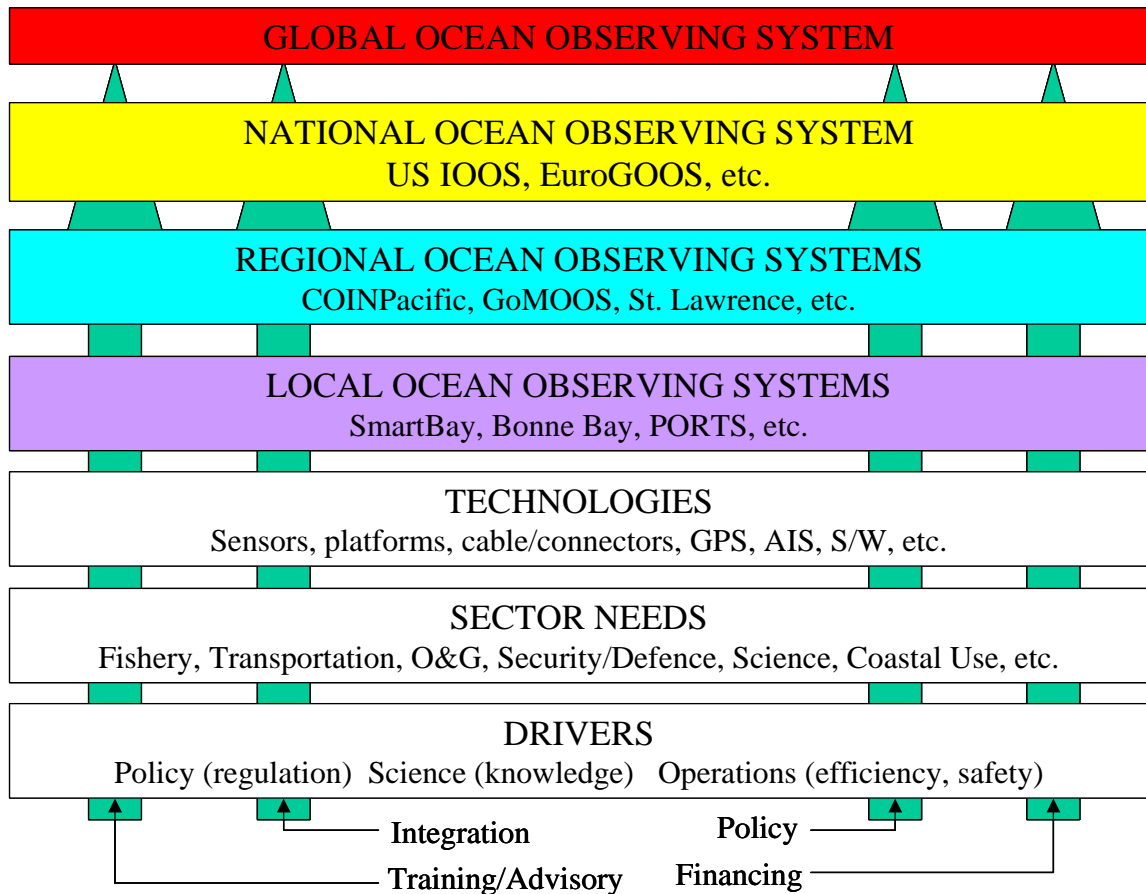 GLOBAL OCEAN OBSERVING SYSTEM
NATIONAL OCEAN OBSERVING SYSTEM
US IOOS, EuroGOOS, etc.
REGIONAL OCEAN OBSERVING SYSTEMS
COINPacific, GoMOOS, St. Lawrence, etc.
LOCAL OCEAN OBSERVING SYSTEMS
SmartBay, Bonne Bay, PORTS, etc.
TECHNOLOGIES
Sensors, platforms, cable/connectors, GPS, AIS, S/W, etc.
SECTOR NEEDS
Fishery, Transportation, O&G, Security/Defence, Science, Coastal Use, etc.
DRIVERS
Policy (regulation) Science (knowledge) Operations (efficiency, safety)
Integration
Policy
Training/Advisory
Financing